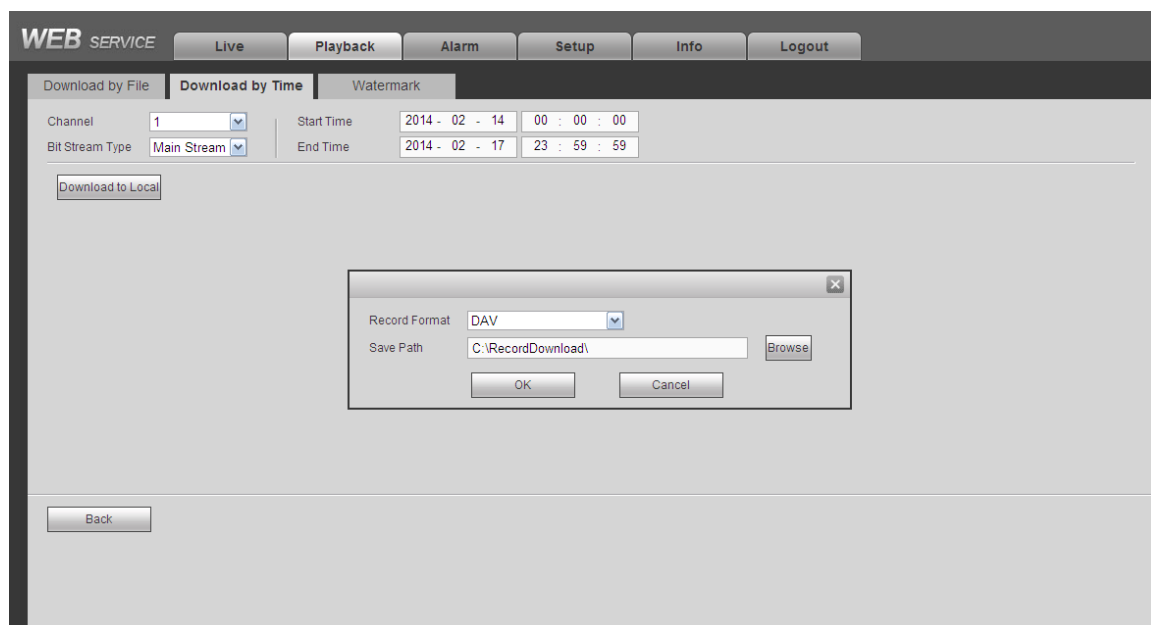 WEB SERVICE Live Playback Alarm Setup Info Logout
Download by File Download by Time Watermark
Channel 1 Start Time 2014 - 02 - 14 00 : 00 : 00
Bit Stream Type Main Stream End Time 2014 - 02 - 17 23 : 59 : 59
Download to Local
Record Format DAV
Save Path C:\RecordDownload\ Browse
OK Cancel
Back